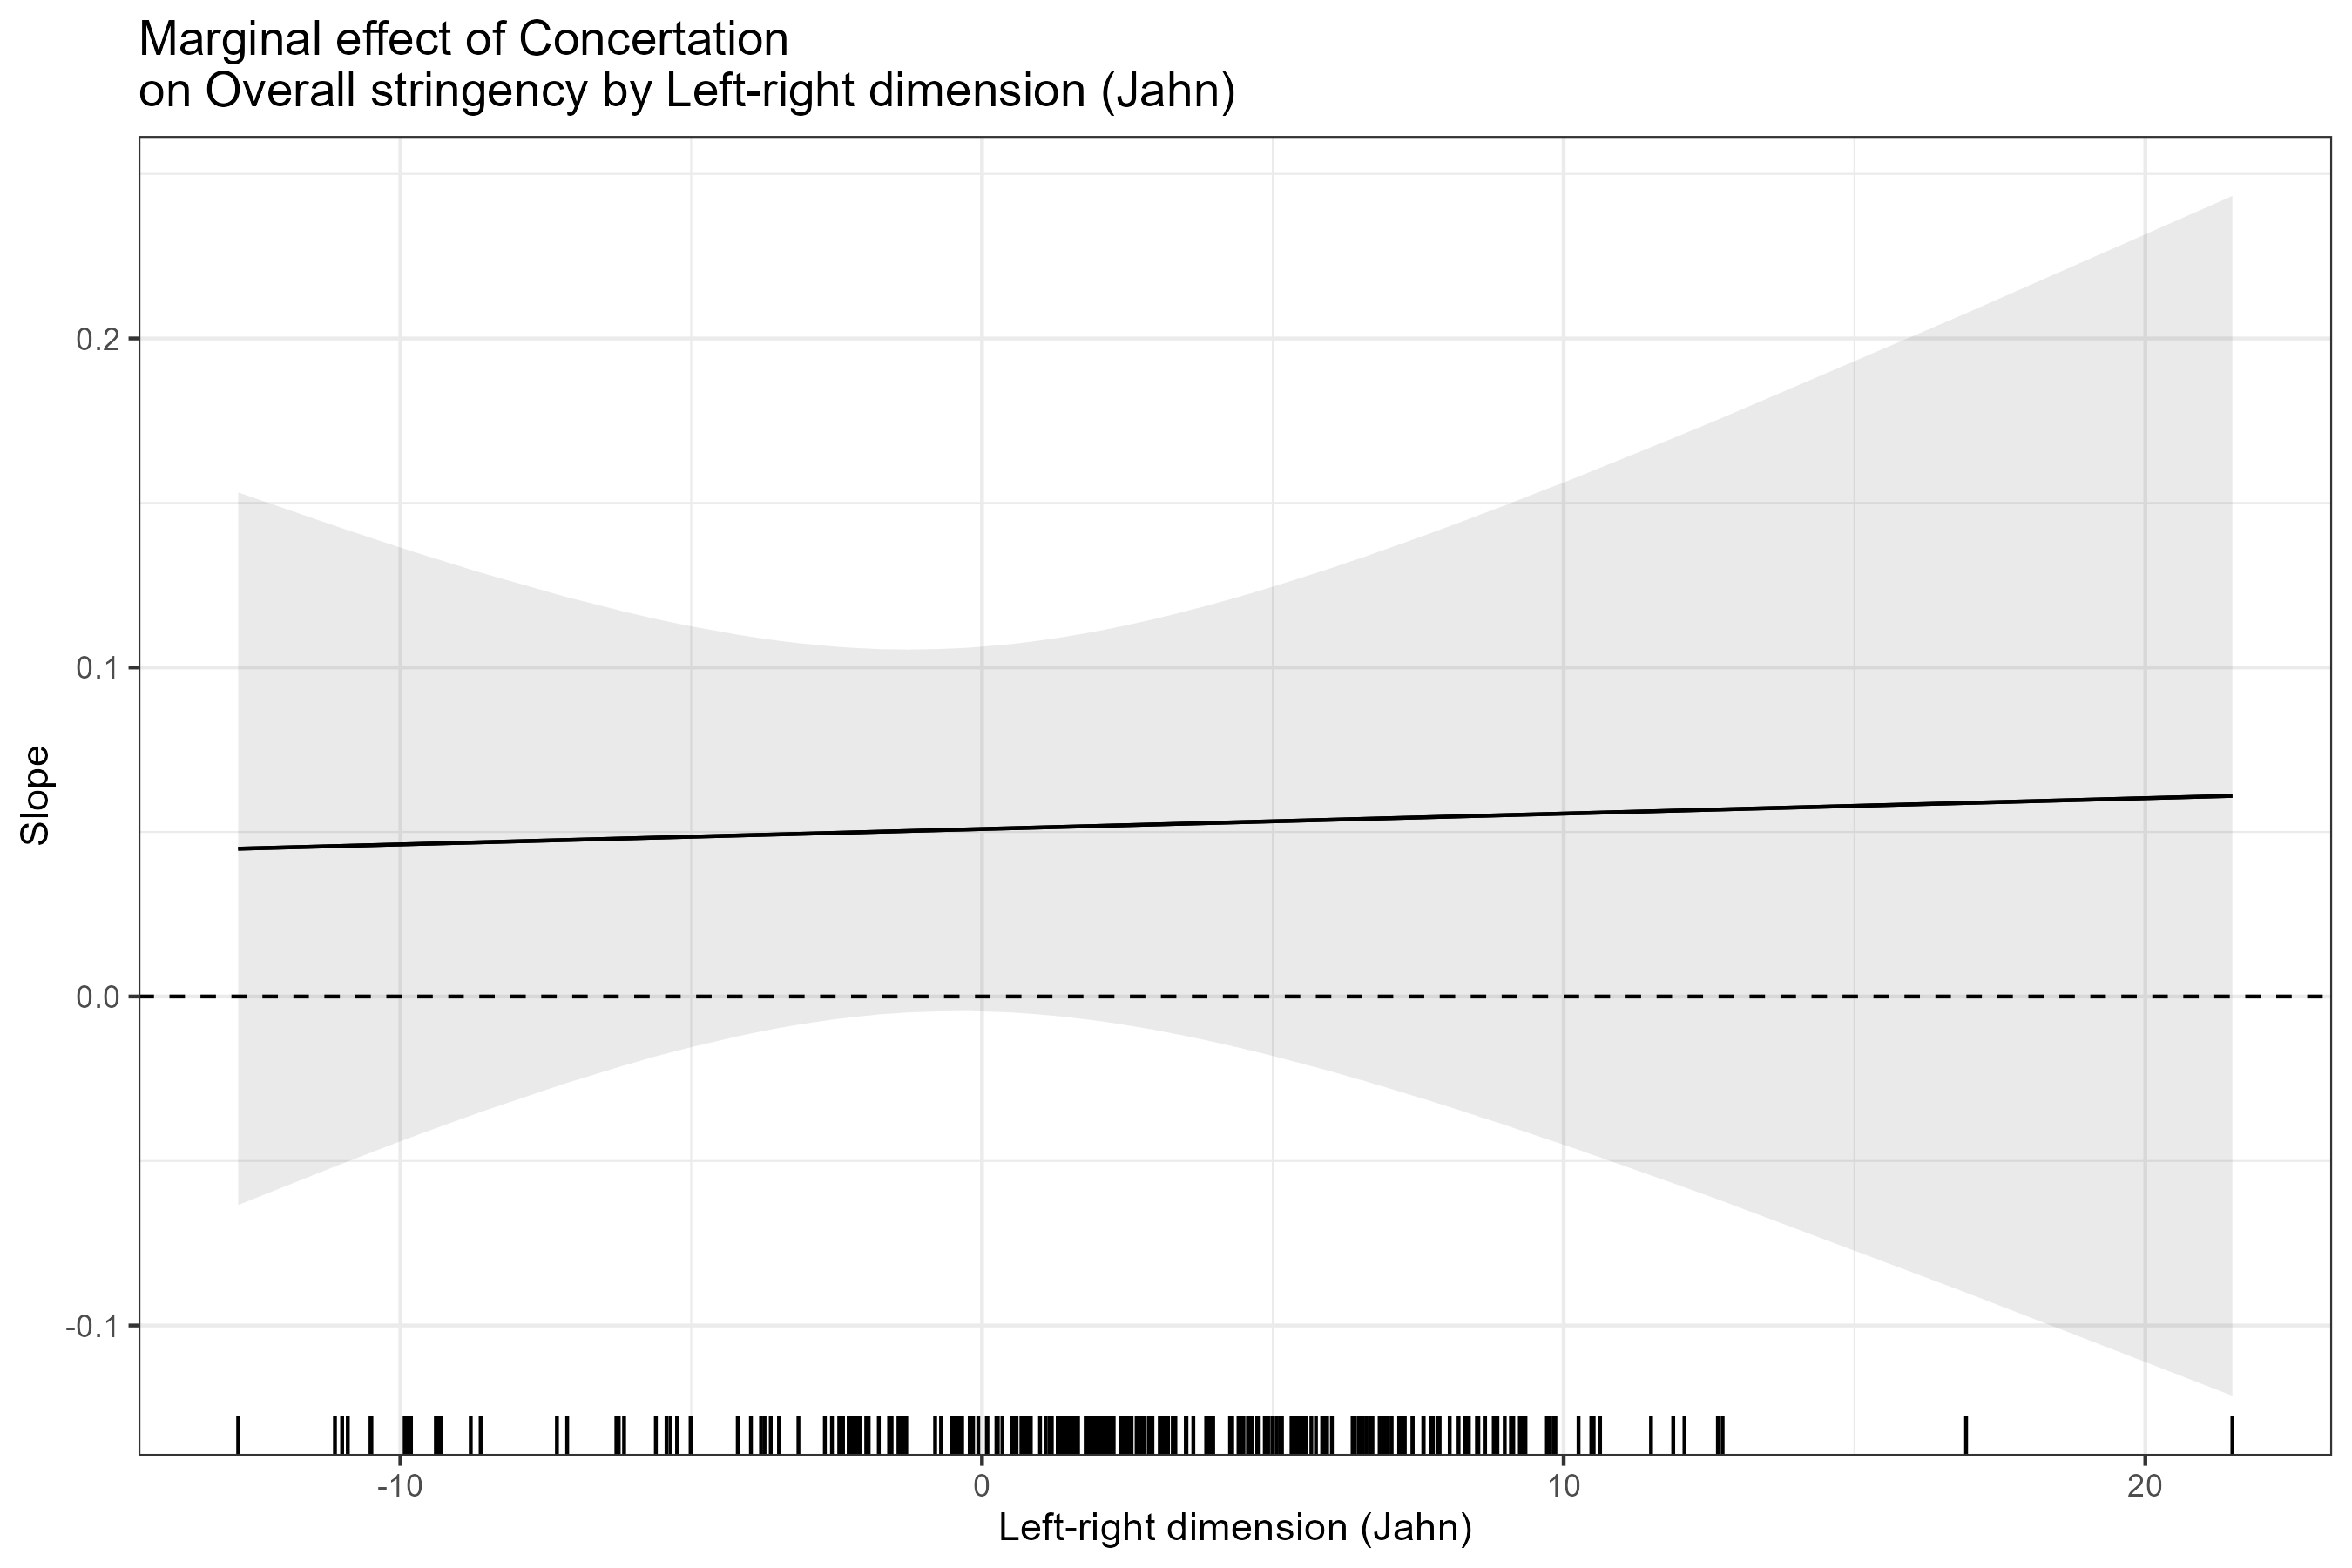 Marginal effect of Concertation
on Overall stringency by Left-right dimension (Jahn)
Slope
0.2
0.1
0.0
-0.1
-10
0
10
20
Left-right dimension (Jahn)